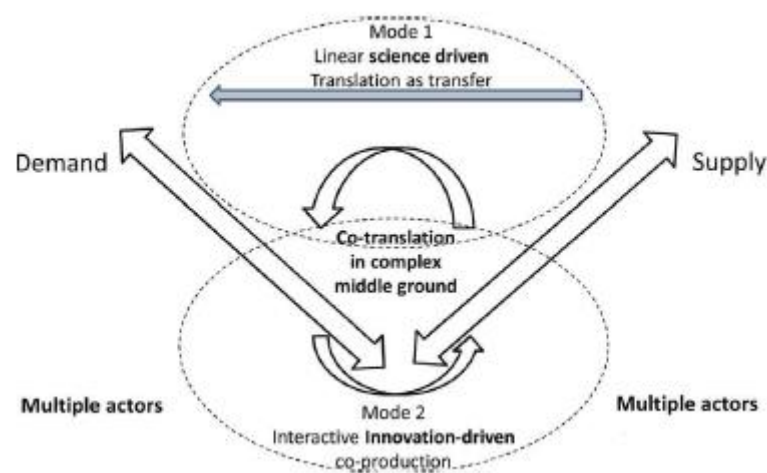 Mode 1
Linear science driven
Translation as transfer
Demand
Supply
Co-translation
in complex
middle ground
Multiple actors
Multiple actors
Mode 2
Interactive Innovation-driven
co-production